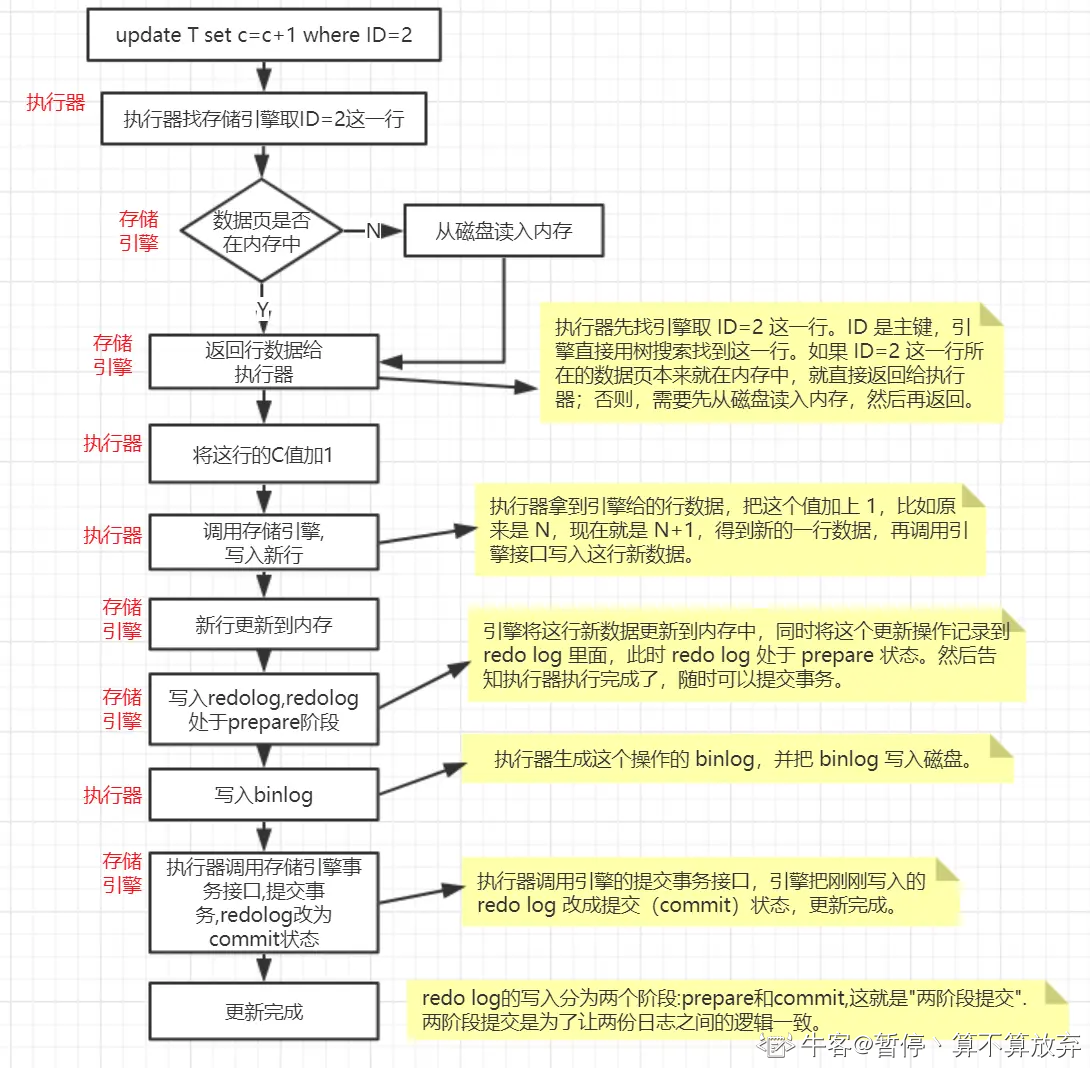 update T set c=c+1 where ID=2
执行器
执行器找存储引擎取ID=2这一行
存储
引擎
数据页是否
在内存中
N
从磁盘读入内存
Y
存储
引擎
返回行数据给
执行器
执行器先找引擎取 ID=2 这一行。ID 是主键，引
擎直接用树搜索找到这一行。如果 ID=2 这一行所
在的数据页本来就在内存中，就直接返回给执行
器；否则，需要先从磁盘读入内存，然后再返回。
执行器
将这行的C值加1
执行器
调用存储引擎,
写入新行
执行器拿到引擎给的行数据，把这个值加上 1，比如原
来是 N，现在就是 N+1，得到新的一行数据，再调用引
擎接口写入这行新数据。
存储
引擎
新行更新到内存
引擎将这行新数据更新到内存中，同时将这个更新操作记录到
redo log 里面，此时 redo log 处于 prepare 状态。然后告
知执行器执行完成了，随时可以提交事务。
存储
引擎
写入redolog,redolog
处于prepare阶段
执行器
写入binlog
执行器生成这个操作的 binlog，并把 binlog 写入磁盘。
存储
引擎
执行器调用存储引擎事
务接口,提交事
务,redolog改为
commit状态
执行器调用引擎的提交事务接口，引擎把刚刚写入的
redo log 改成提交（commit）状态，更新完成。
更新完成
redo log的写入分为两个阶段:prepare和commit,这就是"两阶段提交".
两阶段提交是为了让两份日志之间的逻辑一致。
牛客@暂停丶算不算放弃